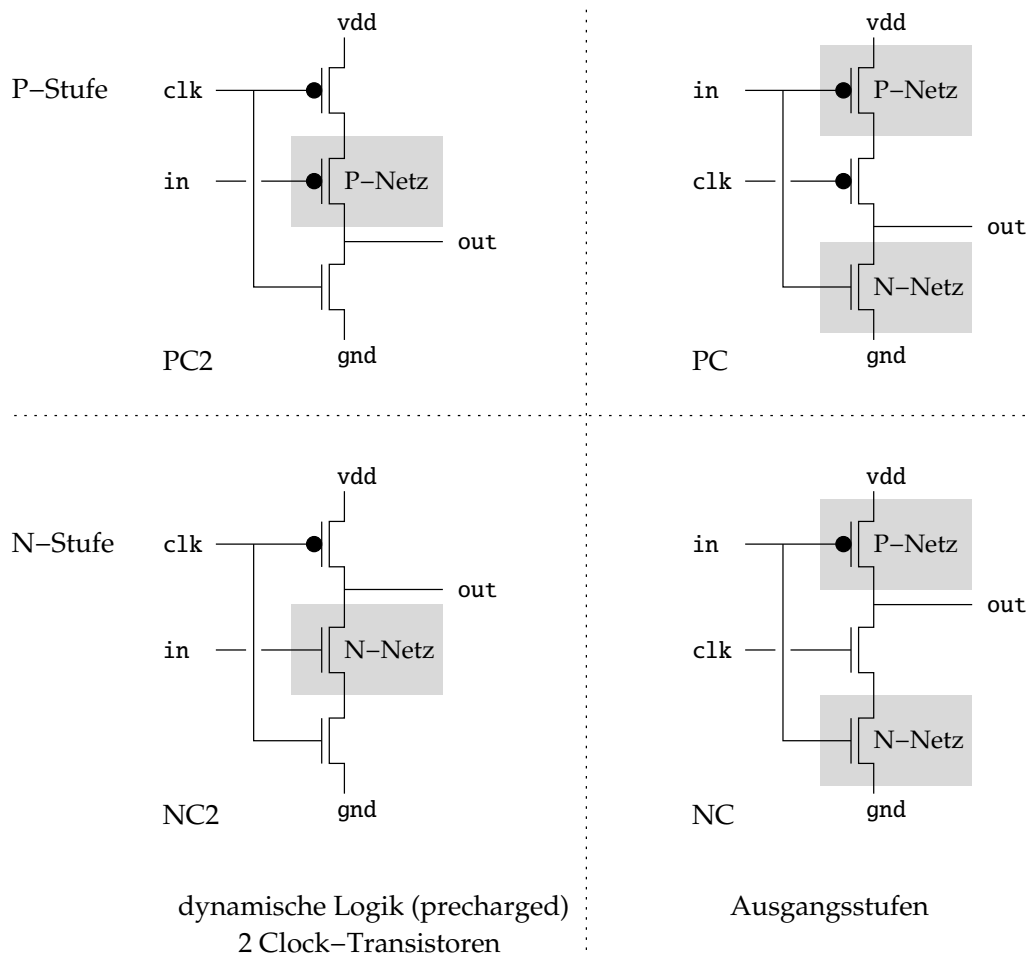 vdd
P–Stufe
clk
in
P–Netz
out
gnd
PC2
vdd
in
P–Netz
clk
out
N–Netz
gnd
PC
vdd
N–Stufe
clk
out
in
N–Netz
gnd
NC2
vdd
in
P–Netz
out
clk
N–Netz
gnd
NC
dynamische Logik (precharged)
2 Clock–Transistoren
Ausgangsstufen